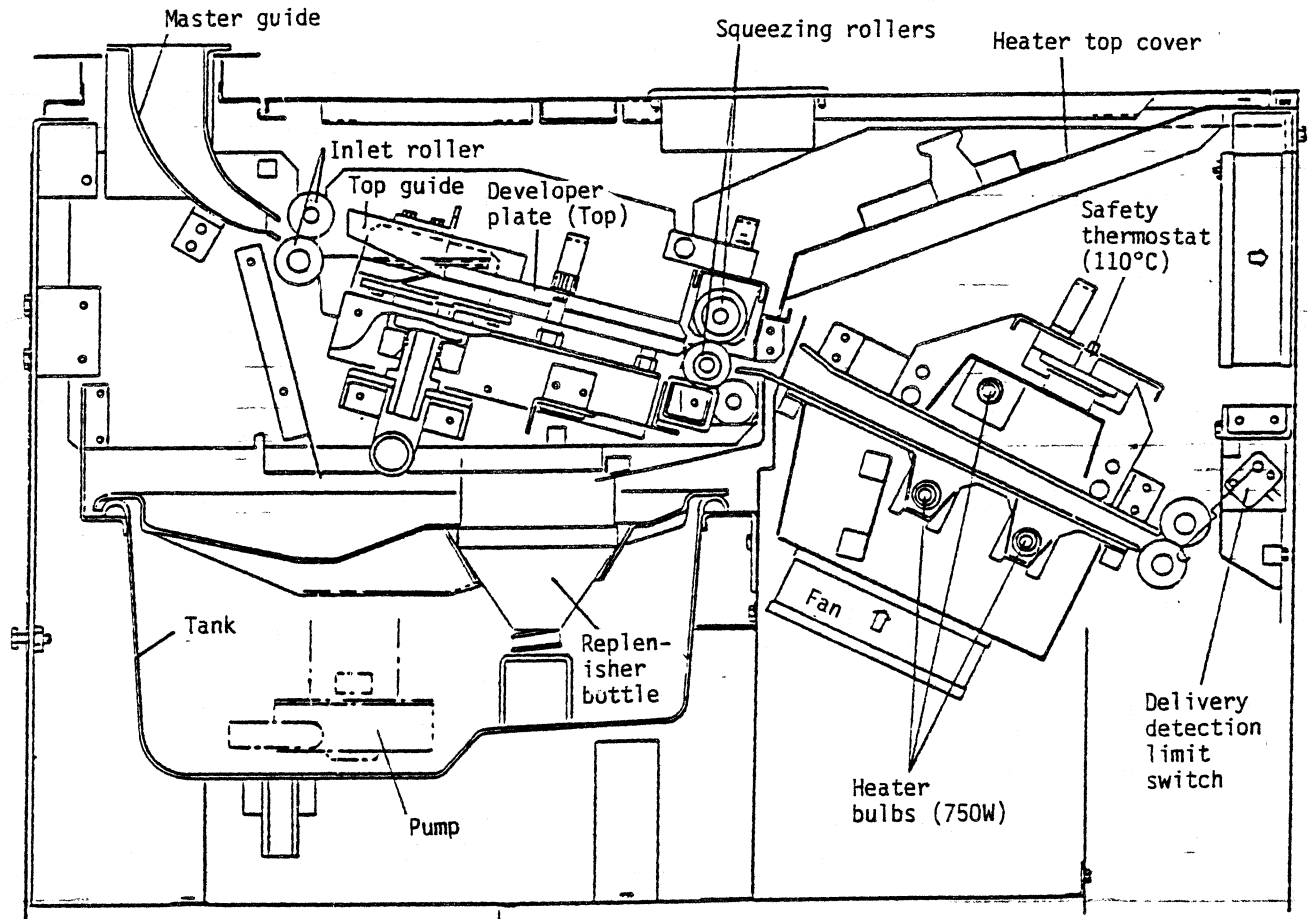 Master guide
Squeezing rollers
Heater top cover
Inlet roller
Top guide
Developer
plate (Top)
Safety
thermostat
(110°C)
Tank
Replen-
isher
bottle
Fan
Pump
Heater
bulbs (750W)
Delivery
detection
limit
switch